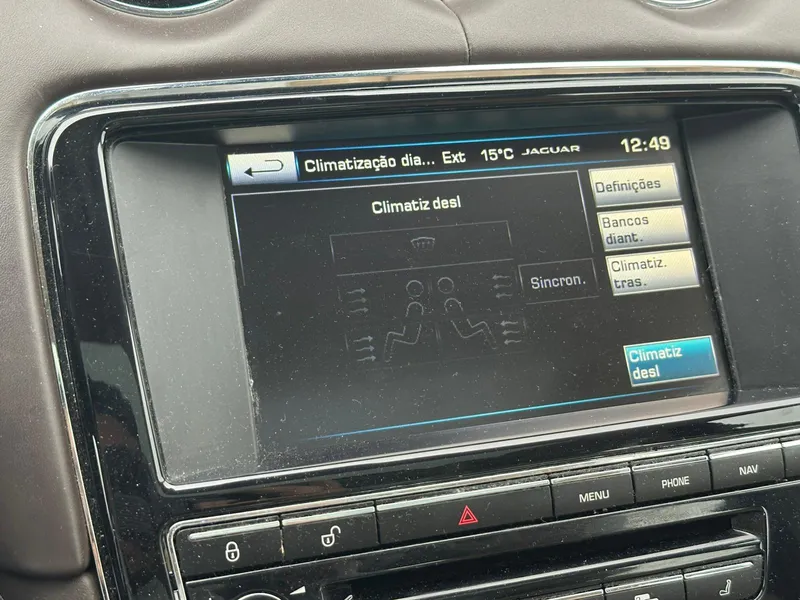 Climatização dia... Ext 15°C JAGUAR 12:49
Climatiz desl
Definições
Bancos
diant.
Climatiz.
tras.
Sincron.
Climatiz
desl
MENU
PHONE
NAV